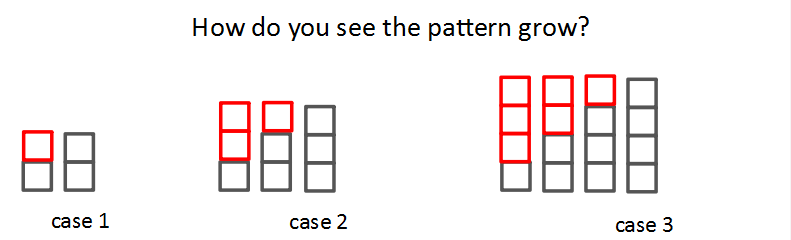 How do you see the pattern grow?
case 1
case 2
case 3